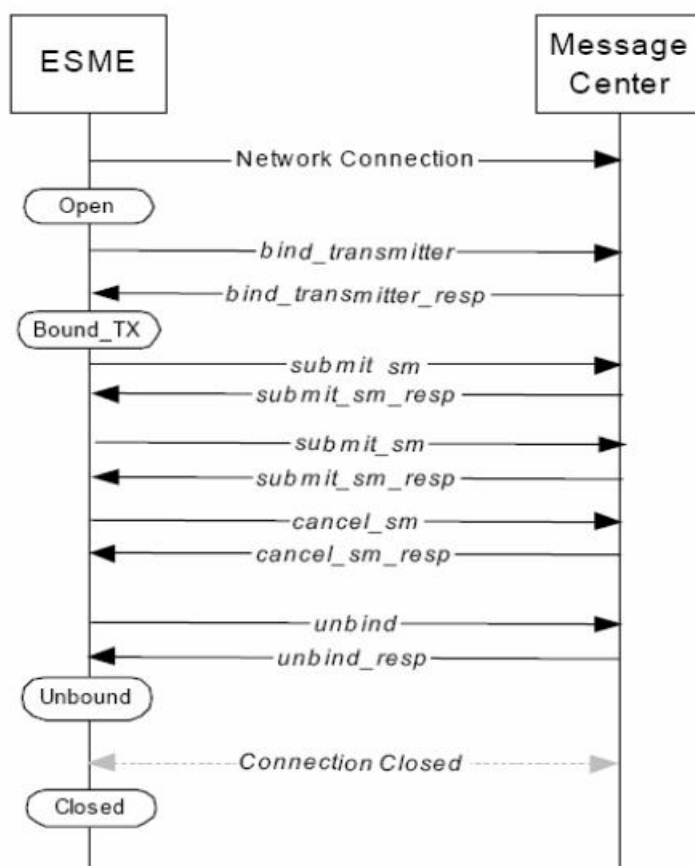 ESME
Message
Center
Network Connection
Open
bind_transmitter
bind_transmitter_resp
Bound_TX
submit_sm
submit_sm_resp
submit_sm
submit_sm_resp
cancel_sm
cancel_sm_resp
unbind
unbind_resp
Unbound
Connection Closed
Closed